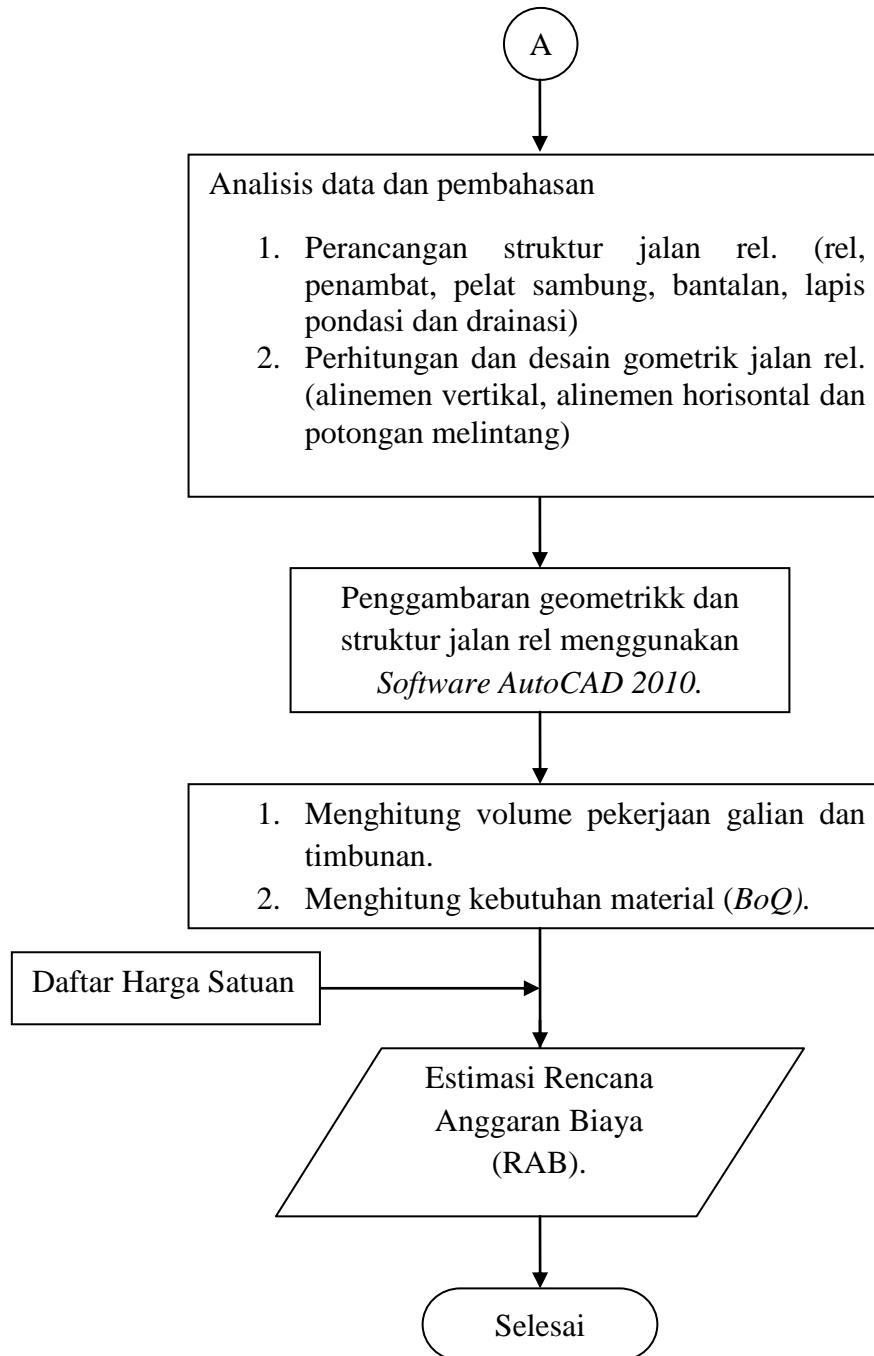 A
Analisis data dan pembahasan
1. Perancangan struktur jalan rel. (rel,
penambat, pelat sambung, bantalan, lapis
pondasi dan drainasi)
2. Perhitungan dan desain gometrik jalan rel.
(alinemen vertikal, alinemen horisontal dan
potongan melintang)
Penggambaran geometrikk dan
struktur jalan rel menggunakan
Software AutoCAD 2010.
1. Menghitung volume pekerjaan galian dan
timbunan.
2. Menghitung kebutuhan material (BoQ).
Daftar Harga Satuan
Estimasi Rencana
Anggaran Biaya
(RAB).
Selesai